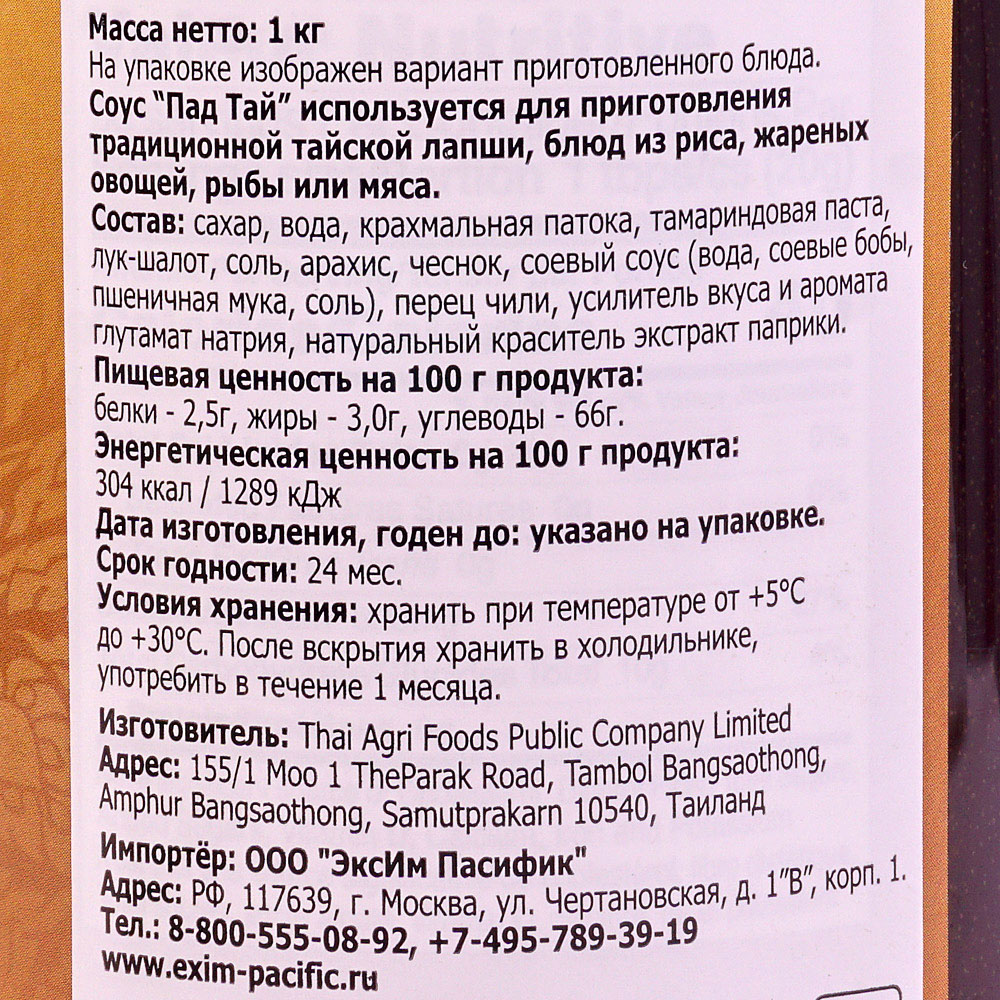 Масса нетто: 1 кг
На упаковке изображен вариант приготовленного блюда.
Соус “Пад Тай” используется для приготовления
традиционной тайской лапши, блюд из риса, жареных
овощей, рыбы или мяса.
Состав: сахар, вода, крахмальная патока, тамариндовая паста,
лук-шалот, соль, арахис, чеснок, соевый соус (вода, соевые бобы,
пшеничная мука, соль), перец чили, усилитель вкуса и аромата
глутамат натрия, натуральный краситель экстракт паприки.
Пищевая ценность на 100 г продукта:
белки - 2,5г, жиры - 3,0г, углеводы - 66г.
Энергетическая ценность на 100 г продукта:
304 ккал / 1289 кДж
Дата изготовления, годен до: указано на упаковке.
Срок годности: 24 мес.
Условия хранения: хранить при температуре от +5°C
до +30°C. После вскрытия хранить в холодильнике,
употребить в течение 1 месяца.
Изготовитель: Thai Agri Foods Public Company Limited
Адрес: 155/1 Moo 1 TheParak Road, Tambol Bangsaothong,
Amphur Bangsaothong, Samutprakarn 10540, Таиланд
Импортёр: ООО "ЭксИм Пасифик"
Адрес: РФ, 117639, г. Москва, ул. Чертановская, д. 1”В”, корп. 1.
Тел.: 8-800-555-08-92, +7-495-789-39-19
www.exim-pacific.ru